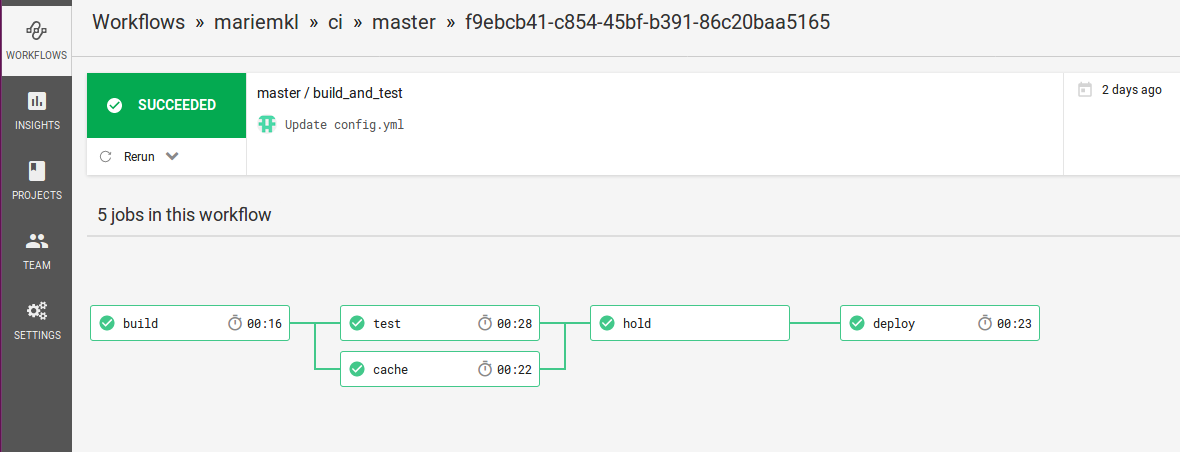 Workflows » mariemkl » ci » master » f9ebcb41-c854-45bf-b391-86c20baa5165
WORKFLOWS
INSIGHTS
PROJECTS
TEAM
SETTINGS
SUCCEEDED
Rerun
master / build_and_test
Update config.yml
2 days ago
5 jobs in this workflow
build 00:16
test 00:28
cache 00:22
hold
deploy 00:23